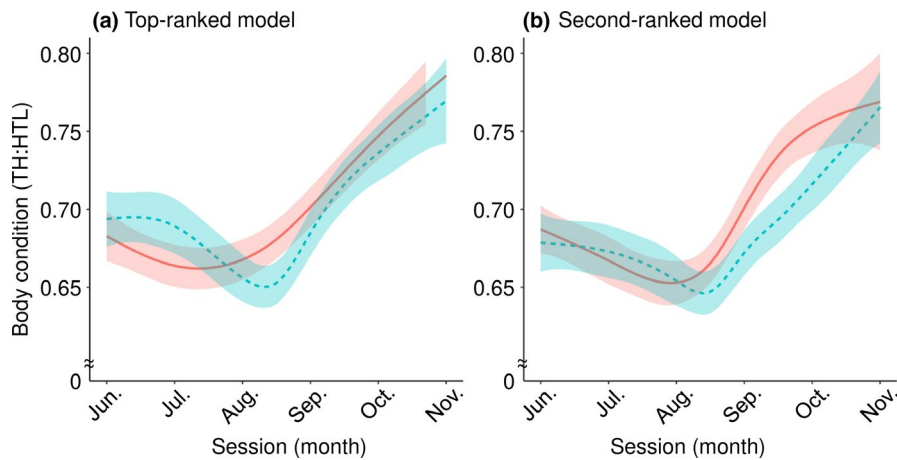 (a) Top-ranked model
(b) Second-ranked model
Body condition (TH:HTL)
0.80
0.75
0.70
0.65
≈
0
Jun. Jul. Aug. Sep. Oct. Nov.
Session (month)
0.80
0.75
0.70
0.65
≈
0
Jun. Jul. Aug. Sep. Oct. Nov.
Session (month)